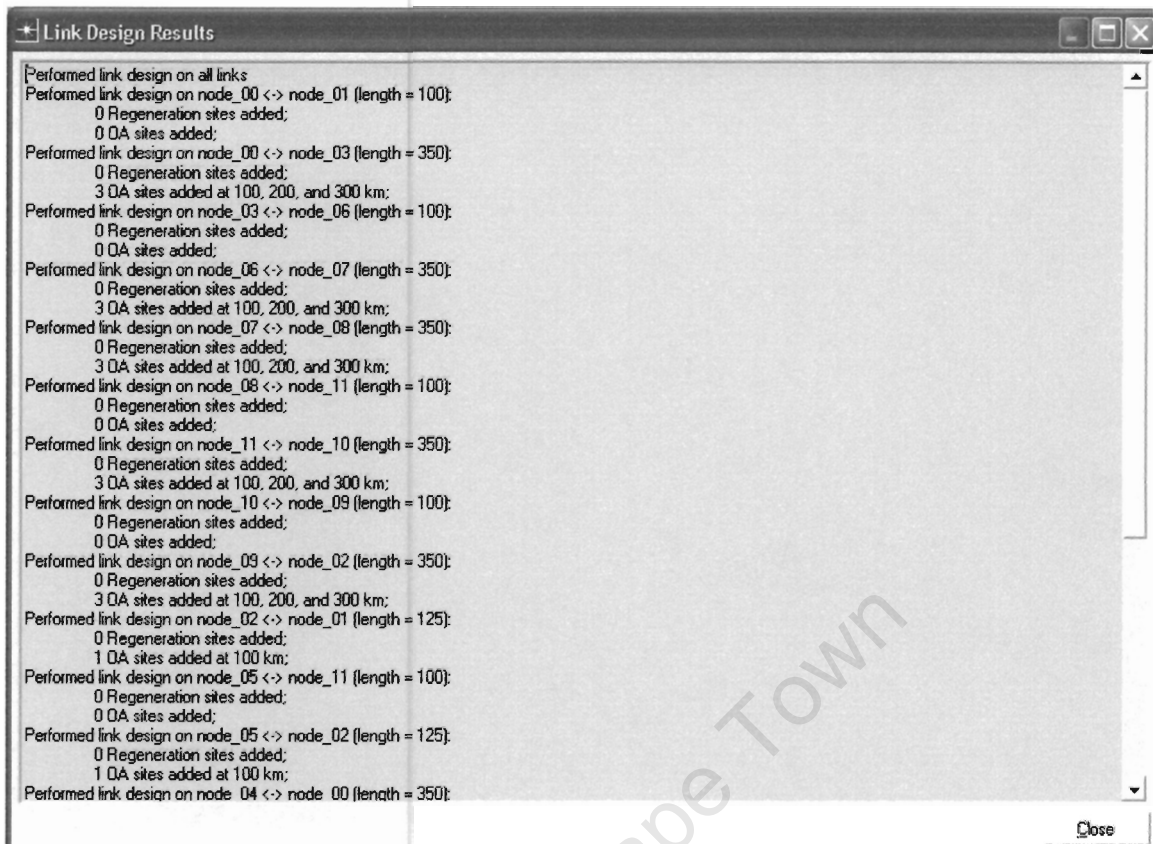 Link Design Results
Performed link design on all links
Performed link design on node_00 <-> node_01 (length = 100):
0 Regeneration sites added;
0 OA sites added;
Performed link design on node_00 <-> node_03 (length = 350):
0 Regeneration sites added;
3 OA sites added at 100, 200, and 300 km;
Performed link design on node_03 <-> node_06 (length = 100):
0 Regeneration sites added;
0 OA sites added;
Performed link design on node_06 <-> node_07 (length = 350):
0 Regeneration sites added;
3 OA sites added at 100, 200, and 300 km;
Performed link design on node_07 <-> node_08 (length = 350):
0 Regeneration sites added;
3 OA sites added at 100, 200, and 300 km;
Performed link design on node_08 <-> node_11 (length = 100):
0 Regeneration sites added;
0 OA sites added;
Performed link design on node_11 <-> node_10 (length = 350):
0 Regeneration sites added;
3 OA sites added at 100, 200, and 300 km;
Performed link design on node_10 <-> node_09 (length = 100):
0 Regeneration sites added;
0 OA sites added;
Performed link design on node_09 <-> node_02 (length = 350):
0 Regeneration sites added;
3 OA sites added at 100, 200, and 300 km;
Performed link design on node_02 <-> node_01 (length = 125):
0 Regeneration sites added;
1 OA sites added at 100 km;
Performed link design on node_05 <-> node_11 (length = 100):
0 Regeneration sites added;
0 OA sites added;
Performed link design on node_05 <-> node_02 (length = 125):
0 Regeneration sites added;
1 OA sites added at 100 km;
Performed link design on node_04 <-> node_00 (length = 350):
Close
ape Town